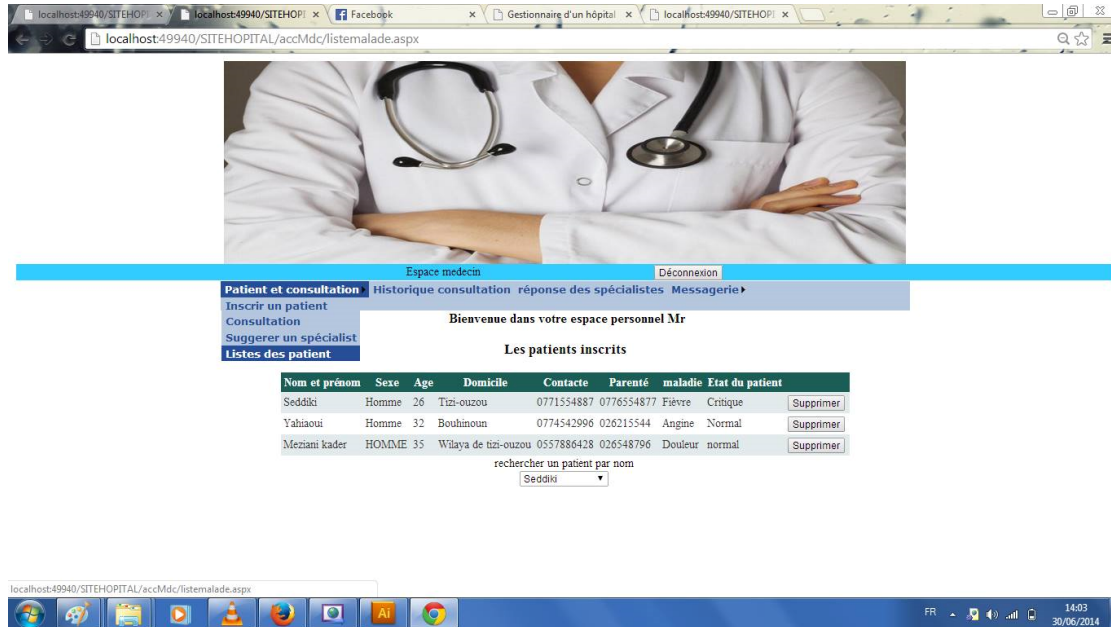 localhost:49940/SITEHOPI localhost:49940/SITEHOPI Facebook Gestionnaire d'un hôpital localhost:49940/SITEHOPI
localhost:49940/SITEHOPITAL/accMdc/listemalade.aspx
Espace medecin Déconnexion
Patient et consultation Historique consultation réponse des spécialistes Messagerie
Inscrir un patient
Consultation
Suggerer un spécialist
Listes des patient
Bienvenue dans votre espace personnel Mr
Les patients inscrits
Nom et prénom Sexe Age Domicile Contacte Parenté maladie Etat du patient
Seddiki Homme 26 Tizi-ouzou 0771554887 0776554877 Fièvre Critique Supprimer
Yahiaoui Homme 32 Bouhinoun 0774542996 026215544 Angine Normal Supprimer
Meziani kader HOMME 35 Wilaya de tizi-ouzou 0557886428 026548796 Douleur normal Supprimer
rechercher un patient par nom
Seddiki
localhost:49940/SITEHOPITAL/accMdc/listemalade.aspx
Ai FR 14:03
30/06/2014